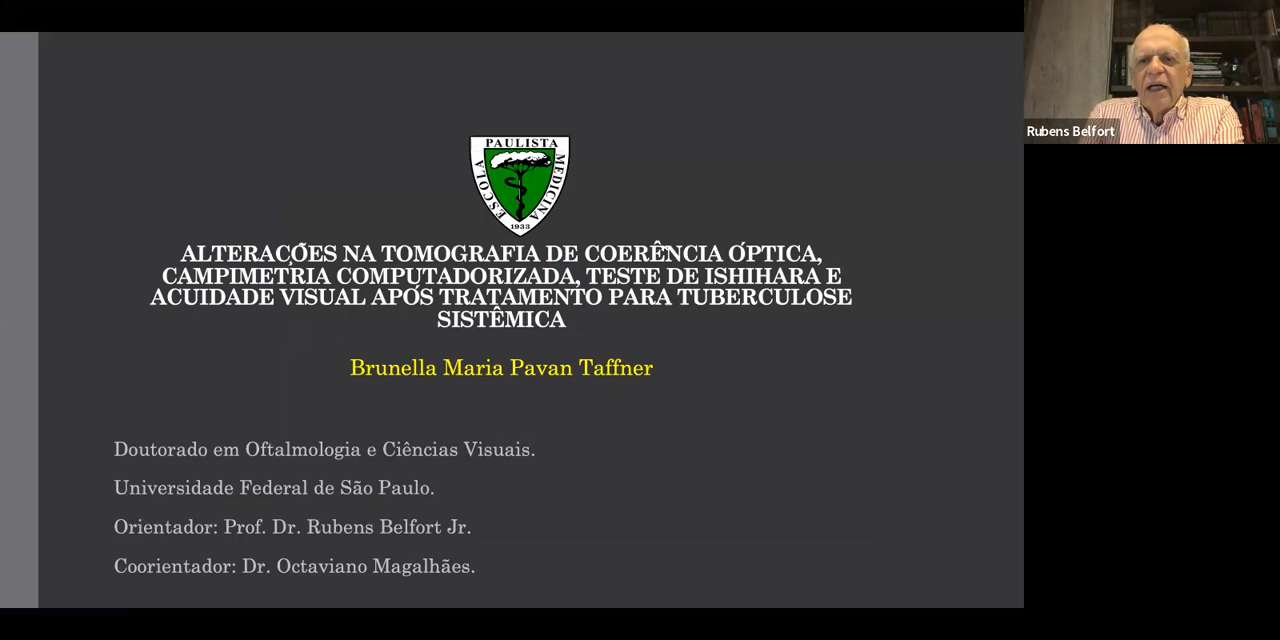 PAULISTA
ESCOLA
MEDICINA
1933
ALTERAÇÕES NA TOMOGRAFIA DE COERÊNCIA ÓPTICA,
CAMPIMETRIA COMPUTADORIZADA, TESTE DE ISHIHARA E
ACUIDADE VISUAL APÓS TRATAMENTO PARA TUBERCULOSE
SISTÊMICA
Brunella Maria Pavan Taffner
Doutorado em Oftalmologia e Ciências Visuais.
Universidade Federal de São Paulo.
Orientador: Prof. Dr. Rubens Belfort Jr.
Coorientador: Dr. Octaviano Magalhães.
Rubens Belfort